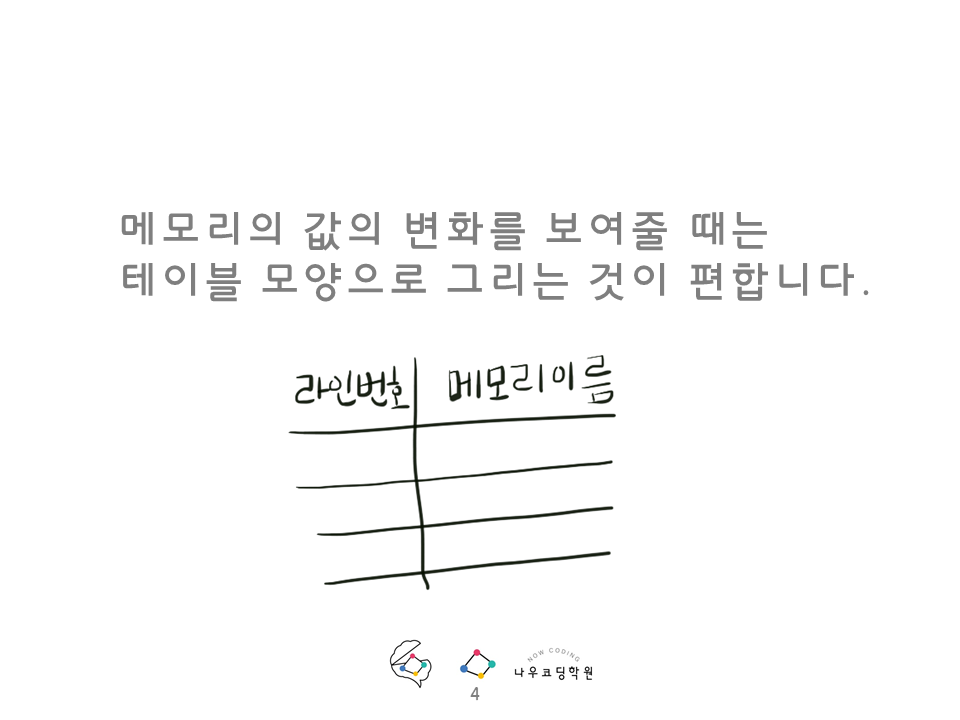 메모리의 값의 변화를 보여줄 때는
테이블 모양으로 그리는 것이 편합니다.
라인번호 메모리이름
NOW CODING
나우코딩학원
4